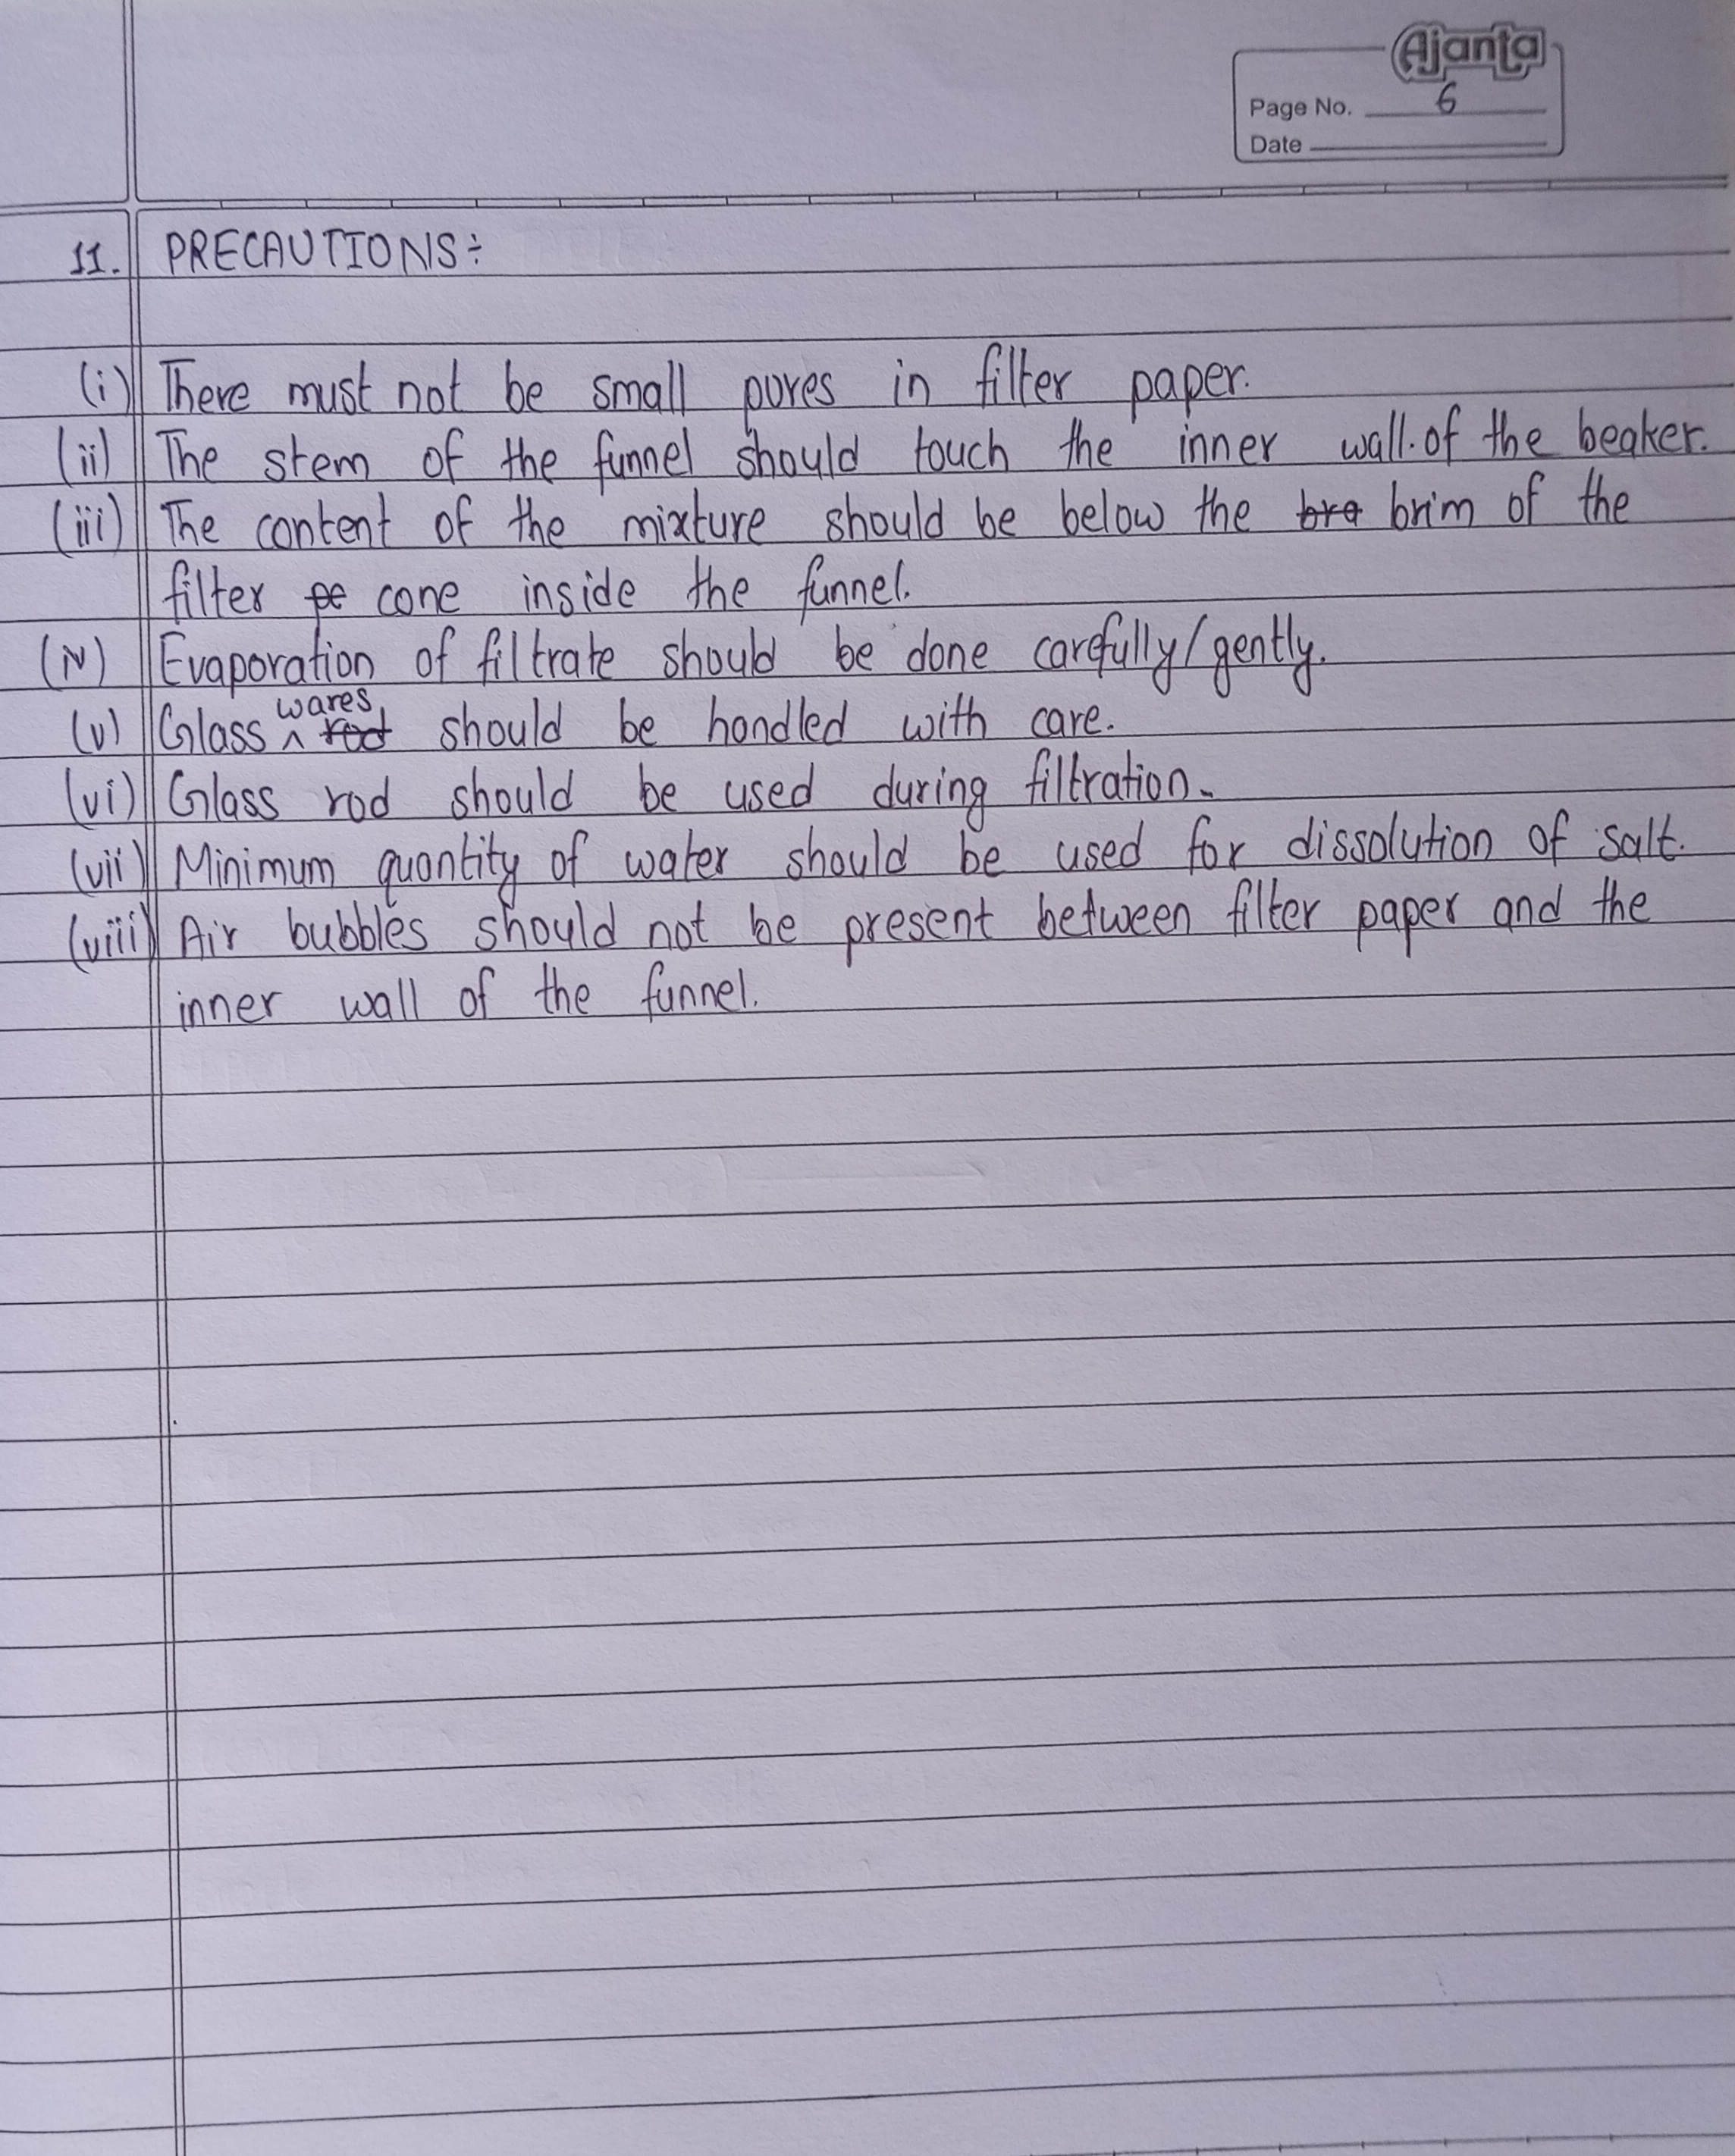 Ajanta
Page No. 6
Date
11. PRECAUTIONS:
(i) There must not be small pores in filter paper.
(ii) The stem of the funnel should touch the inner wall of the beaker.
(iii) The content of the mixture should be below the bra brim of the
filter pe cone inside the funnel.
(iv) Evaporation of filtrate should be done carefully/gently.
wares
(v) Glass ^ rod should be handled with care.
(vi) Glass rod should be used during filtration.
(vii) Minimum quantity of water should be used for dissolution of salt.
(viii) Air bubbles should not be present between filter paper and the
inner wall of the funnel.